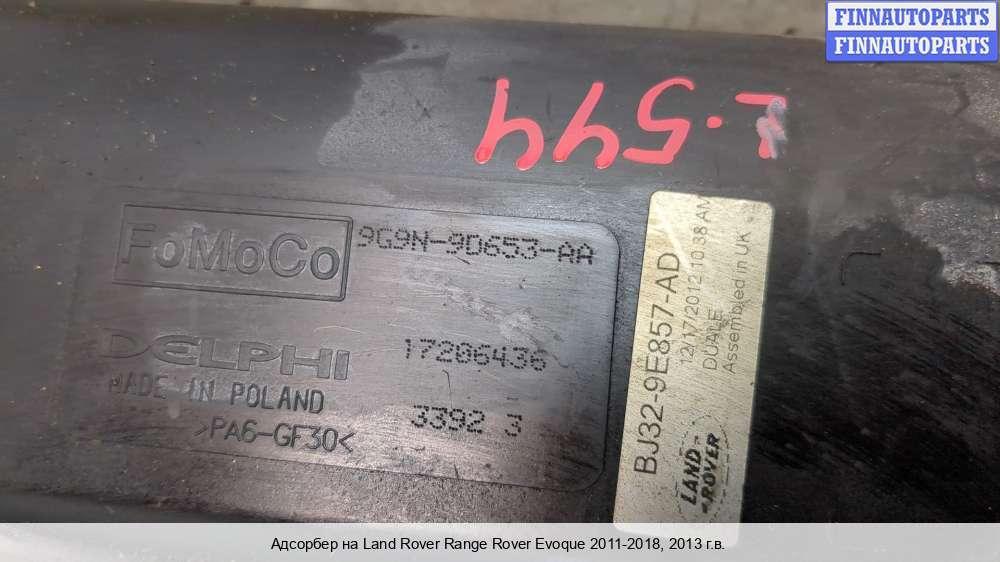 FINNAUTOPARTS
FINNAUTOPARTS
L.544
FoMoCo
9G9N-9D653-AA
DELPHI
17206436
MADE IN POLAND
3392 3
>PA6-GF30<
BJ32-9E857-AD
12/17/2012 10:38 AM
DUALE
Assembled in UK
LAND
ROVER
Адсорбер на Land Rover Range Rover Evoque 2011-2018, 2013 г.в.